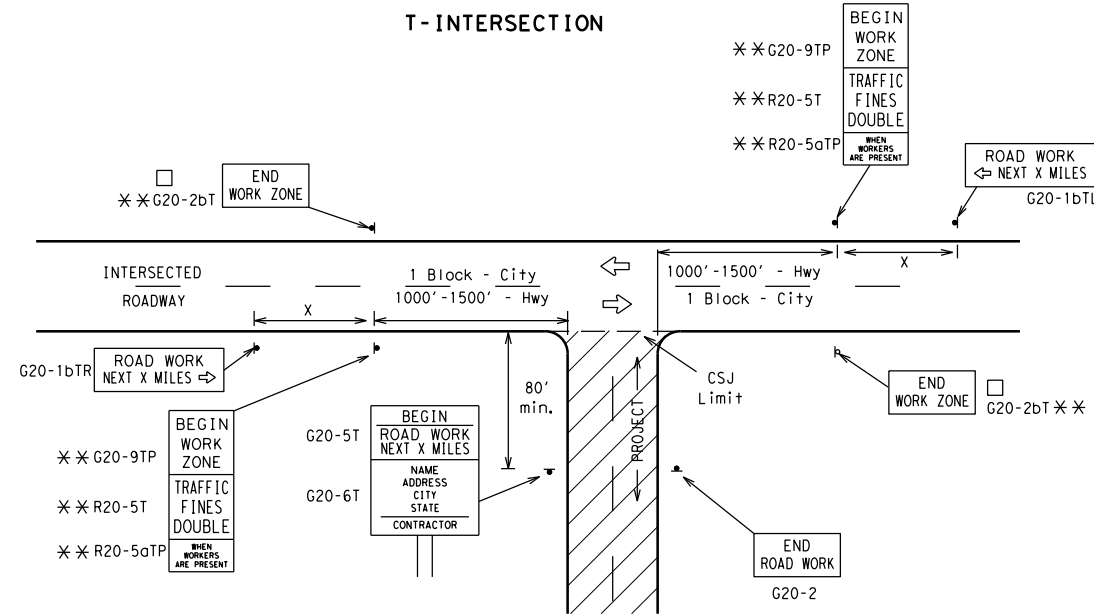 T-INTERSECTION
BEGIN
WORK
ZONE
✳✳G20-9TP
TRAFFIC
FINES
DOUBLE
✳✳R20-5T
WHEN
WORKERS
ARE PRESENT
✳✳R20-5aTP
ROAD WORK
⇦ NEXT X MILES
G20-1bTL
END
WORK ZONE
□
✳✳G20-2bT
INTERSECTED
ROADWAY
X
1 Block - City
1000'-1500' - Hwy
1000'-1500' - Hwy
1 Block - City
X
G20-1bTR
ROAD WORK
NEXT X MILES ⇨
80'
min.
PROJECT
CSJ
Limit
END
WORK ZONE
□
G20-2bT ✳✳
BEGIN
WORK
ZONE
✳✳G20-9TP
TRAFFIC
FINES
DOUBLE
✳✳R20-5T
WHEN
WORKERS
ARE PRESENT
✳✳R20-5aTP
G20-5T
BEGIN
ROAD WORK
NEXT X MILES
G20-6T
NAME
ADDRESS
CITY
STATE
CONTRACTOR
END
ROAD WORK
G20-2